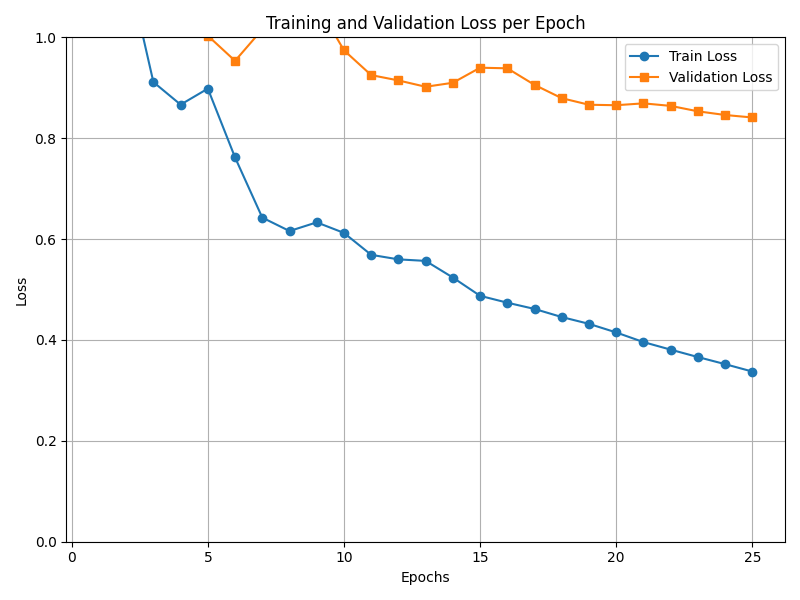 Training and Validation Loss per Epoch
Train Loss
Validation Loss
1.0
0.8
0.6
0.4
0.2
0.0
Loss
0 5 10 15 20 25
Epochs